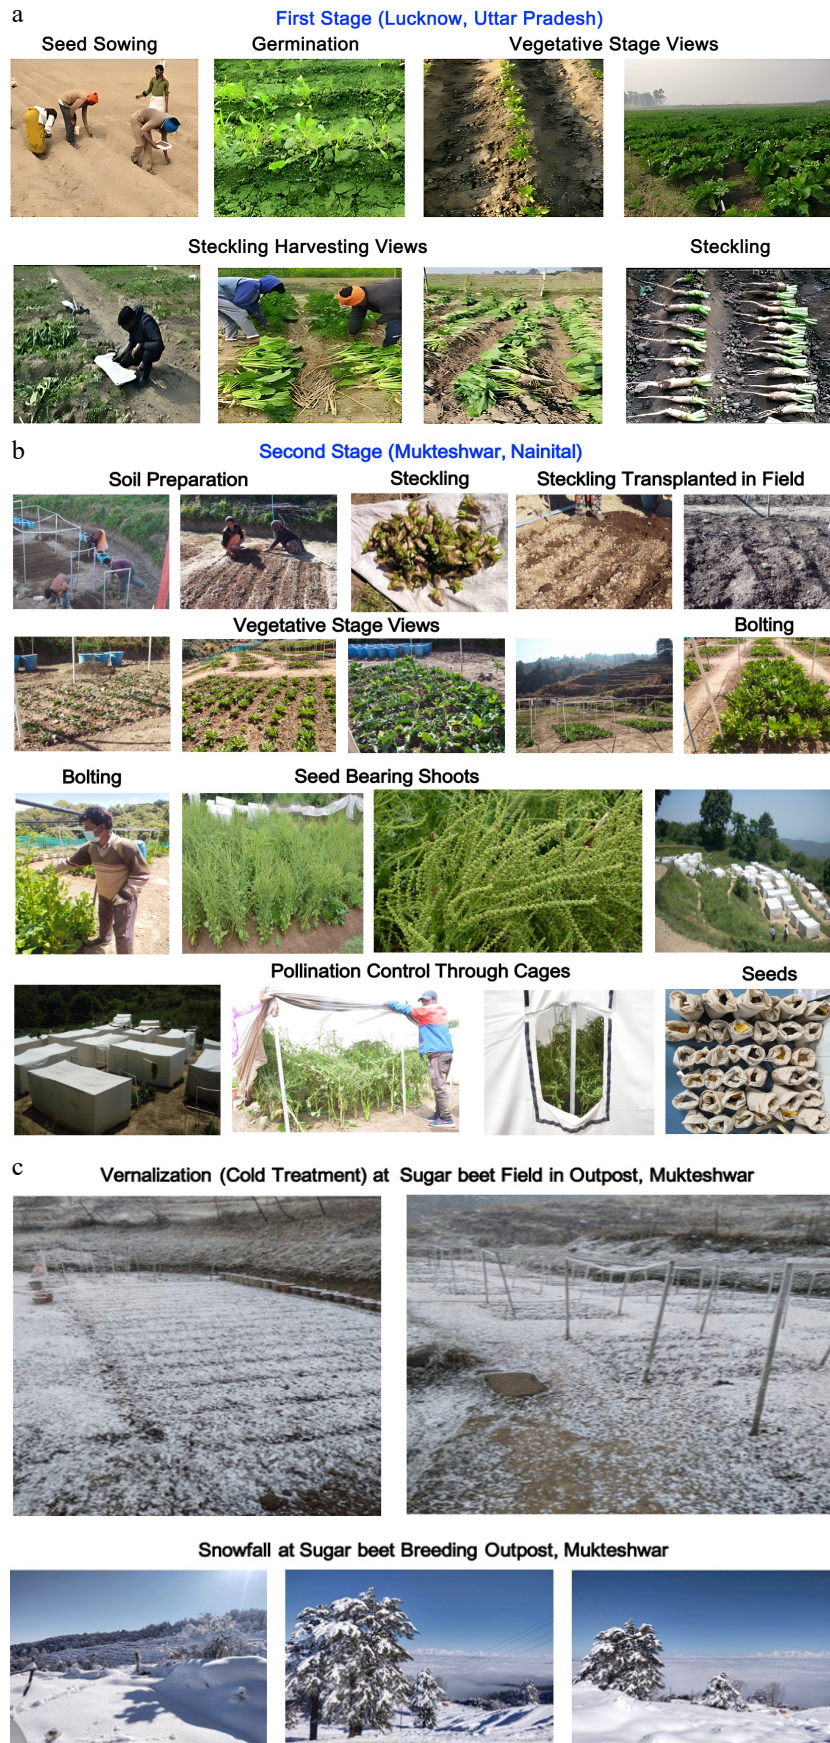 a
First Stage (Lucknow, Uttar Pradesh)
Seed Sowing
Germination
Vegetative Stage Views
Steckling Harvesting Views
Steckling
b
Second Stage (Mukteshwar, Nainital)
Soil Preparation
Steckling
Steckling Transplanted in Field
Vegetative Stage Views
Bolting
Bolting
Seed Bearing Shoots
Pollination Control Through Cages
Seeds
c
Vernalization (Cold Treatment) at Sugar beet Field in Outpost, Mukteshwar
Snowfall at Sugar beet Breeding Outpost, Mukteshwar